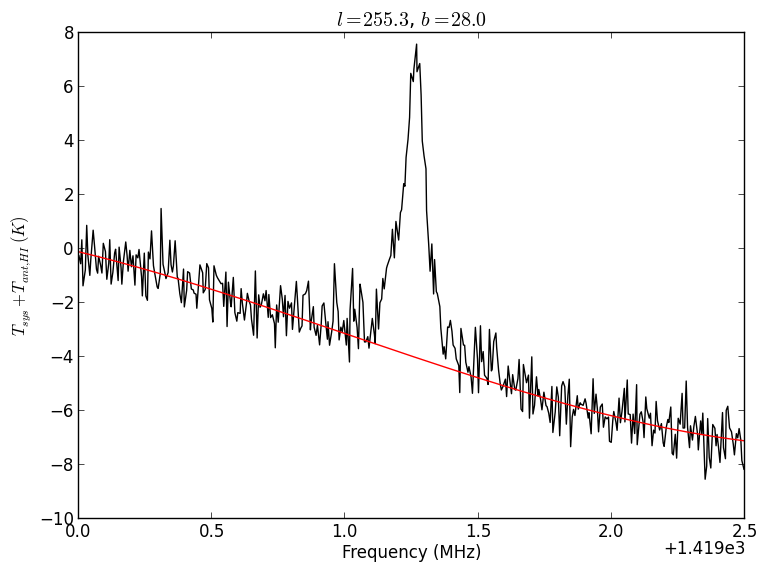 l=255.3, b=28.0
8
6
4
2
0
−2
−4
−6
−8
−10
T_sys+T_ant,HI (K)
0.0 0.5 1.0 1.5 2.0 2.5
Frequency (MHz)
+1.419e3